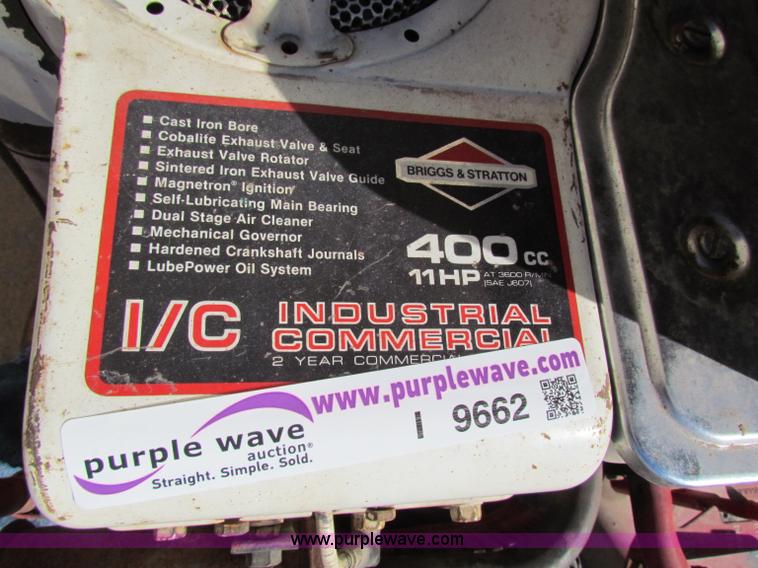 ■ Cast Iron Bore
■ Cobalife Exhaust Valve & Seat
■ Exhaust Valve Rotator
■ Sintered Iron Exhaust Valve Guide
■ Magnetron® Ignition
■ Self-Lubricating Main Bearing
■ Dual Stage Air Cleaner
■ Mechanical Governor
■ Hardened Crankshaft Journals
■ LubePower Oil System
BRIGGS & STRATTON
400 cc
11HP AT 3600 R/MIN
[SAE J607]
I/C INDUSTRIAL
COMMERCIAL
2 YEAR COMMERCIAL
www.purplewave.com
I 9662
purple wave
auction®
Straight. Simple. Sold.
www.purplewave.com